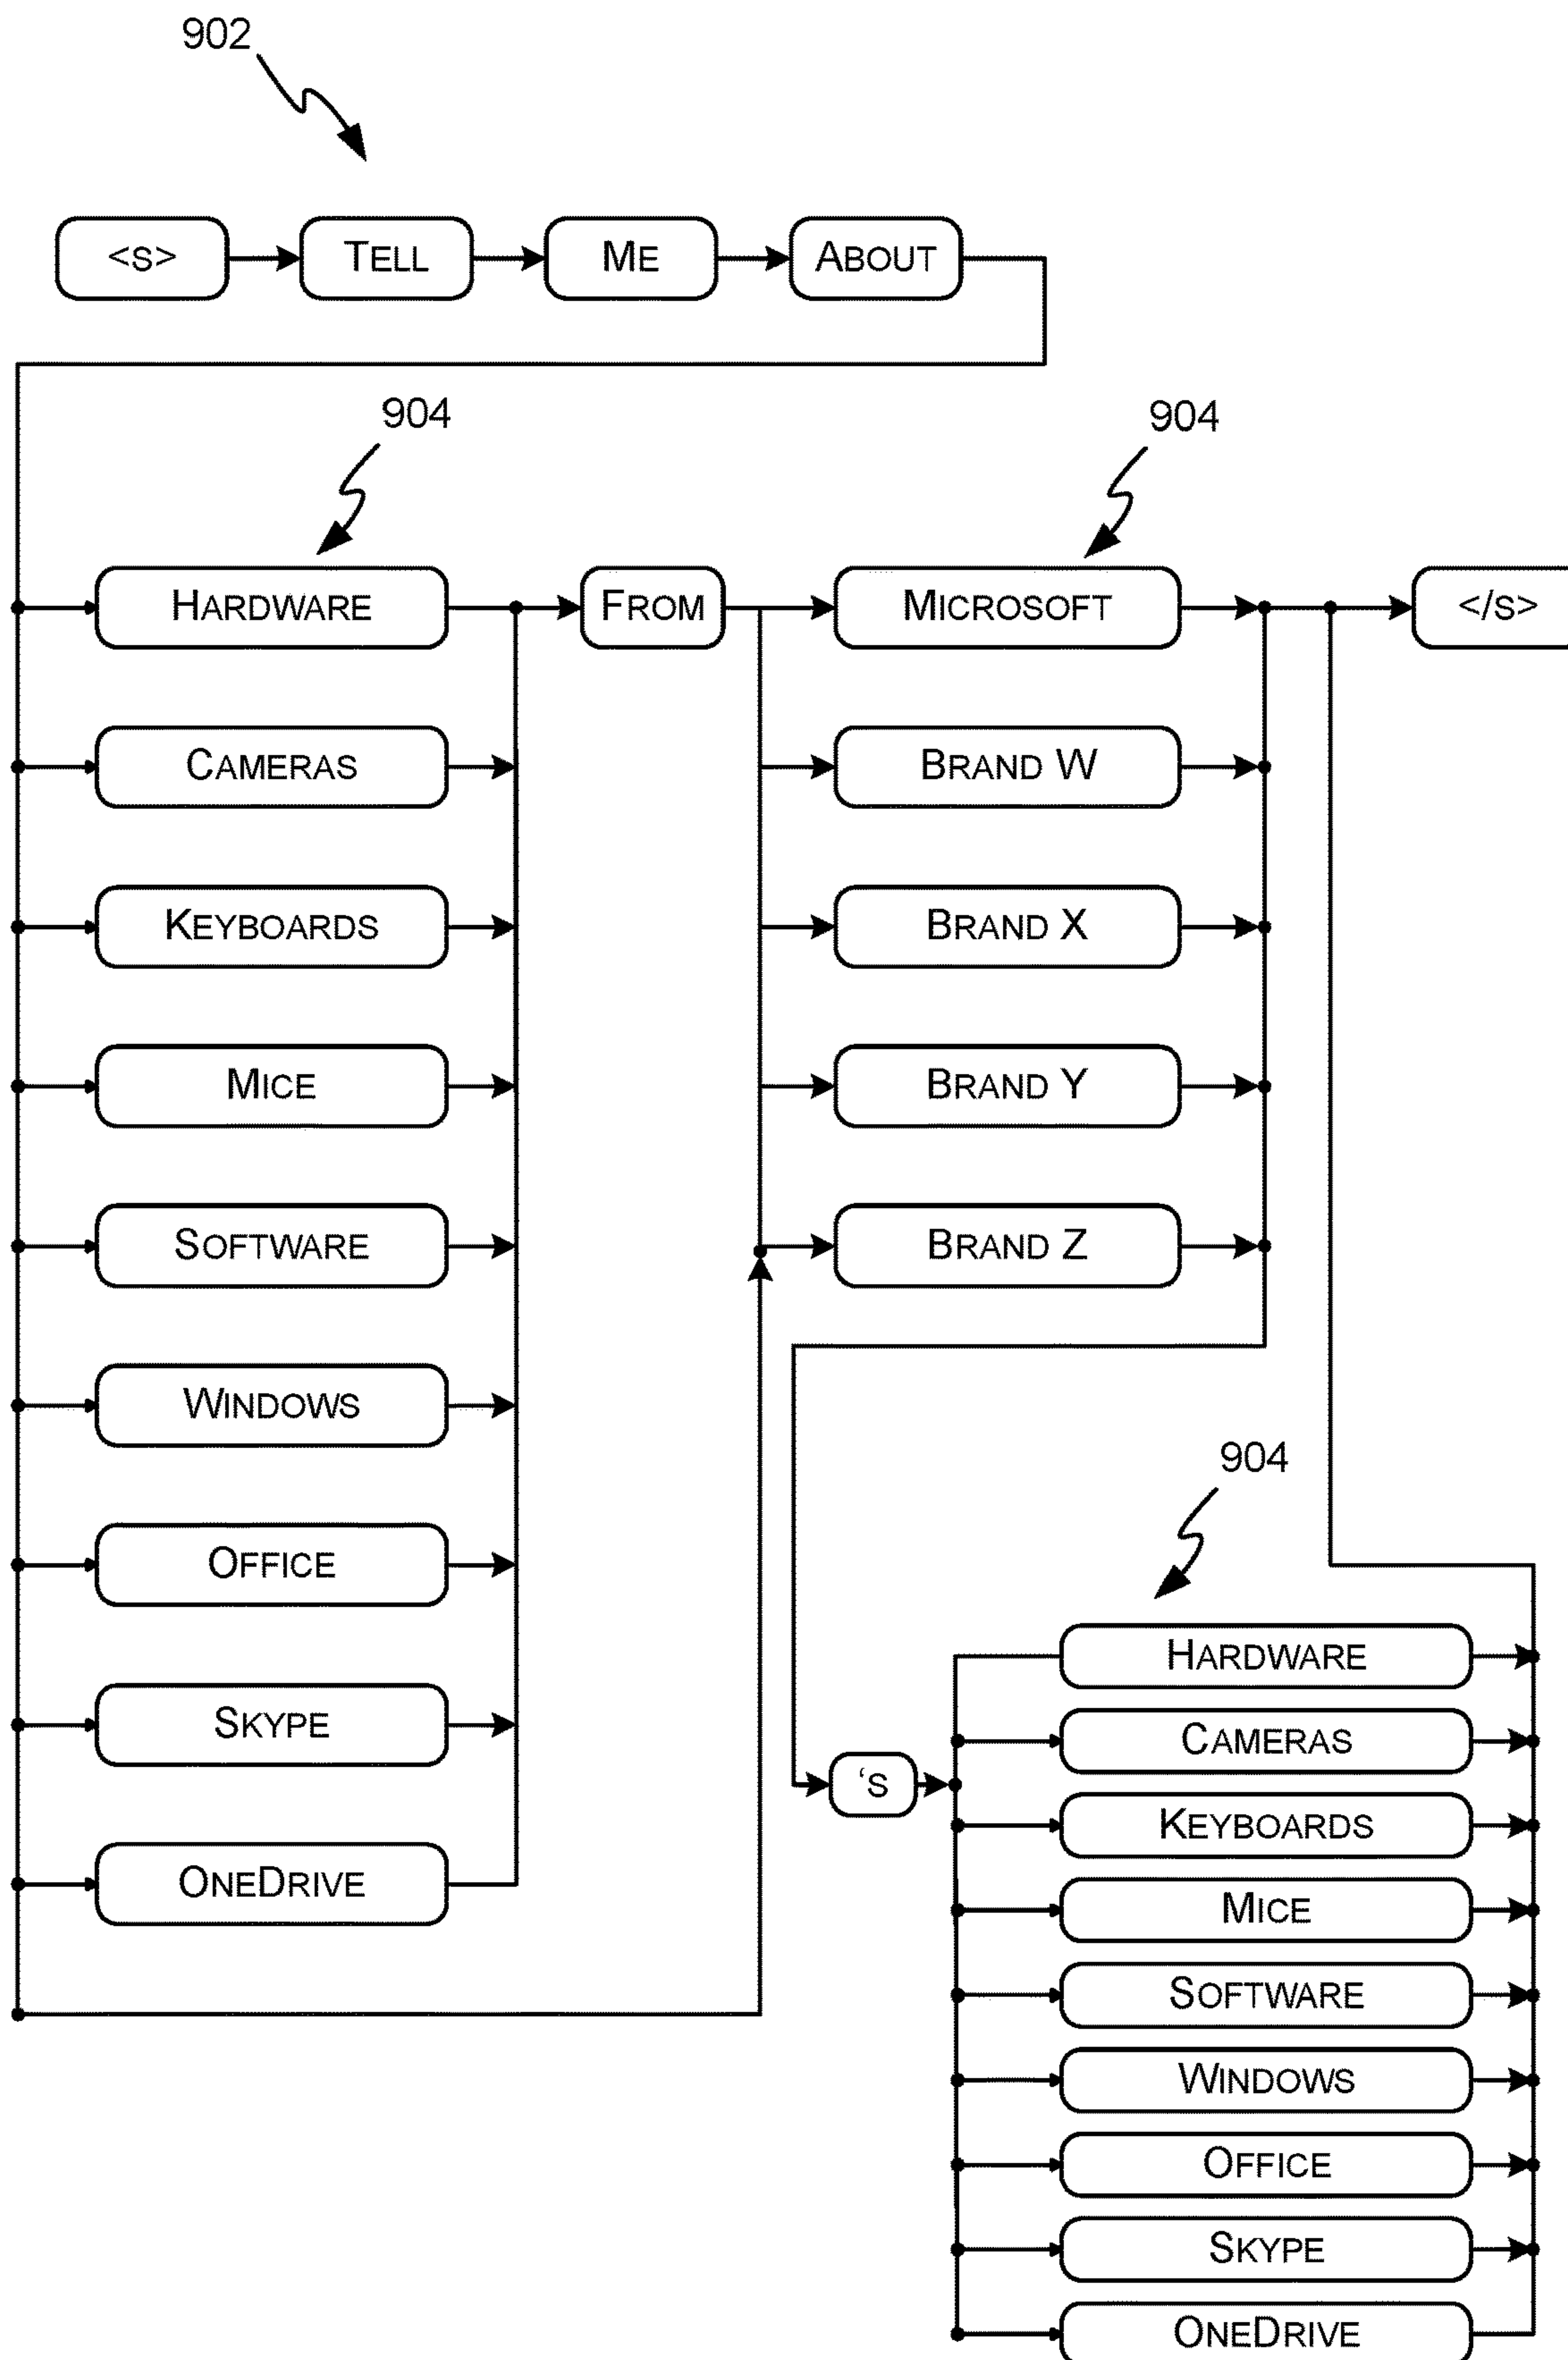 902
<s> TELL ME ABOUT
904 904
HARDWARE FROM MICROSOFT </s>
CAMERAS BRAND W
KEYBOARDS BRAND X
MICE BRAND Y
SOFTWARE BRAND Z
WINDOWS
OFFICE
SKYPE
ONEDRIVE
904
‘S
HARDWARE
CAMERAS
KEYBOARDS
MICE
SOFTWARE
WINDOWS
OFFICE
SKYPE
ONEDRIVE